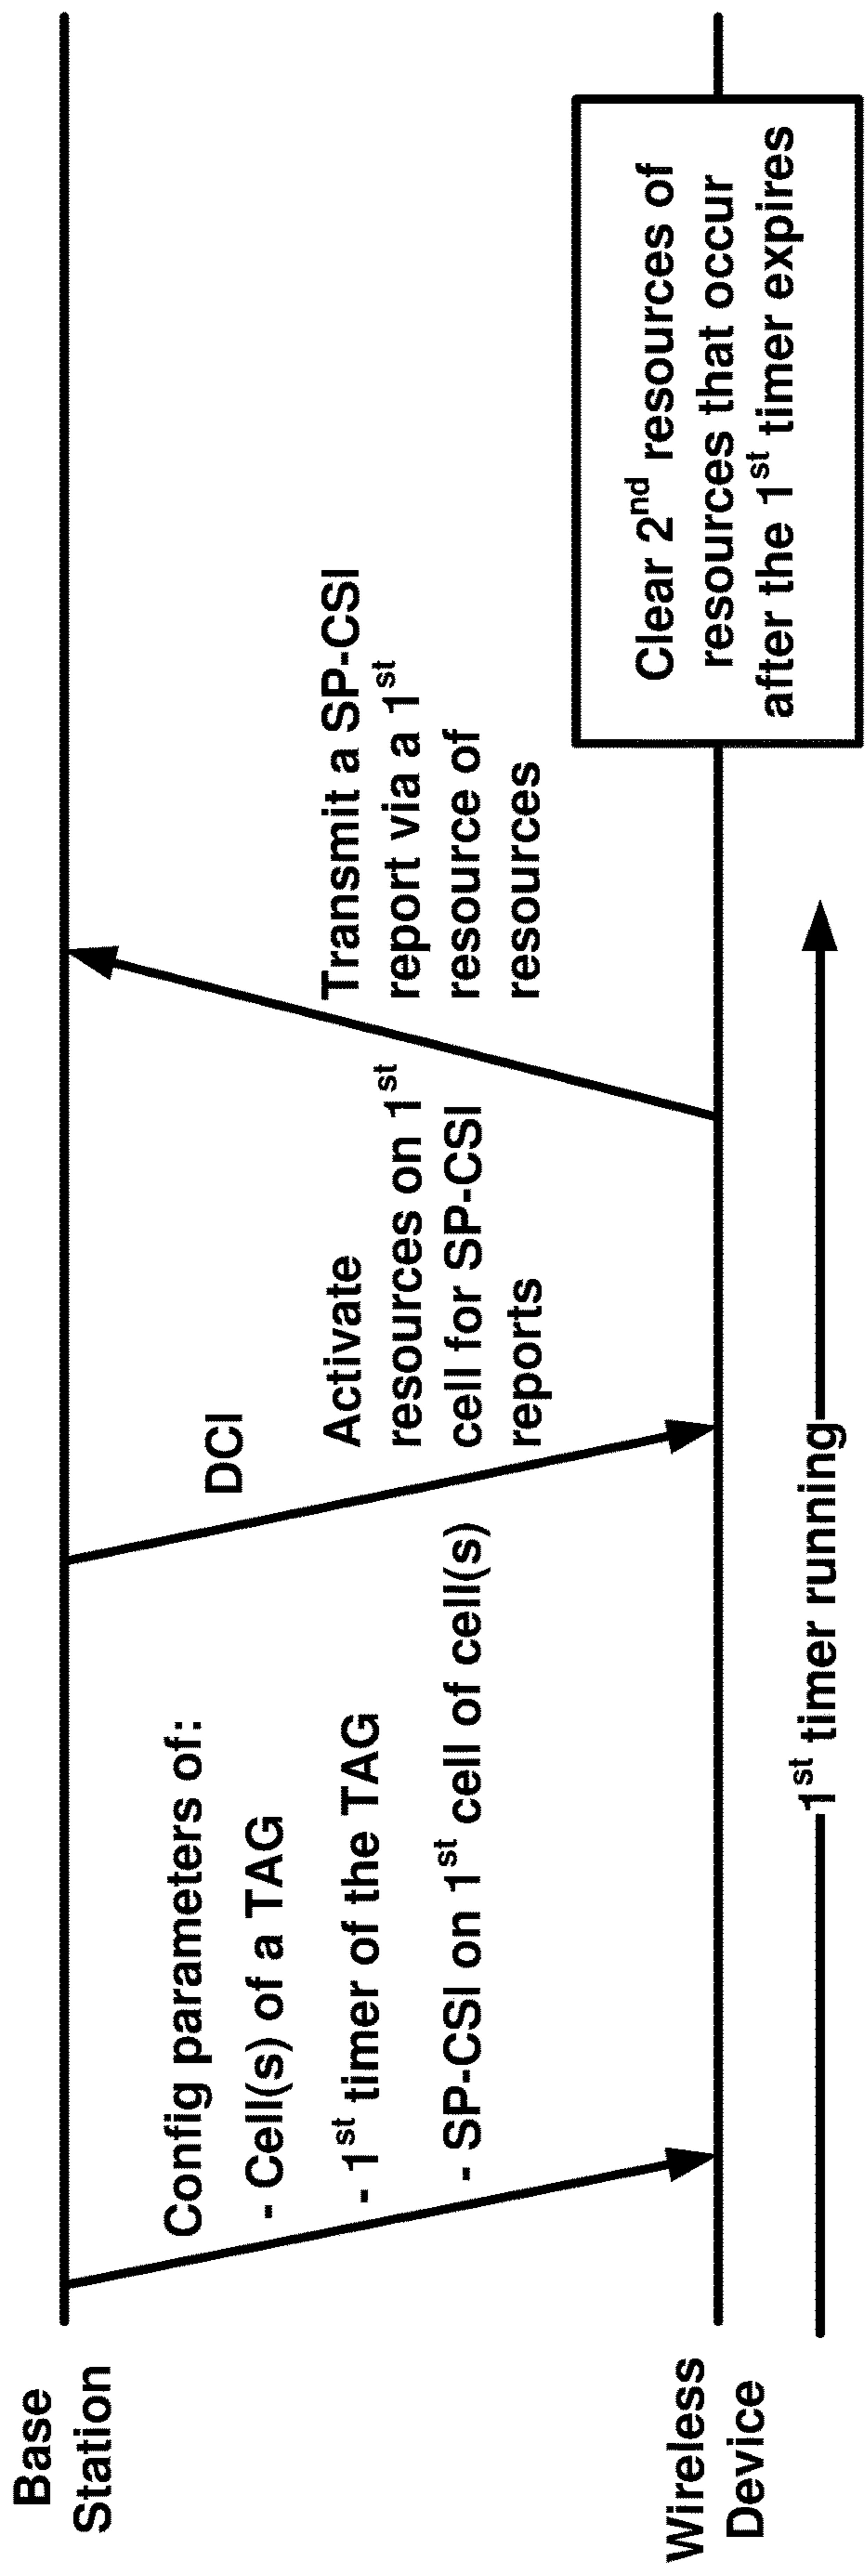 Base
Station
Config parameters of:
- Cell(s) of a TAG
- 1st timer of the TAG
- SP-CSI on 1st cell of cell(s)
DCI
Activate
resources on 1st
cell for SP-CSI
reports
Transmit a SP-CSI
report via a 1st
resource of
resources
Wireless
Device
Clear 2nd resources of
resources that occur
after the 1st timer expires
1st timer running